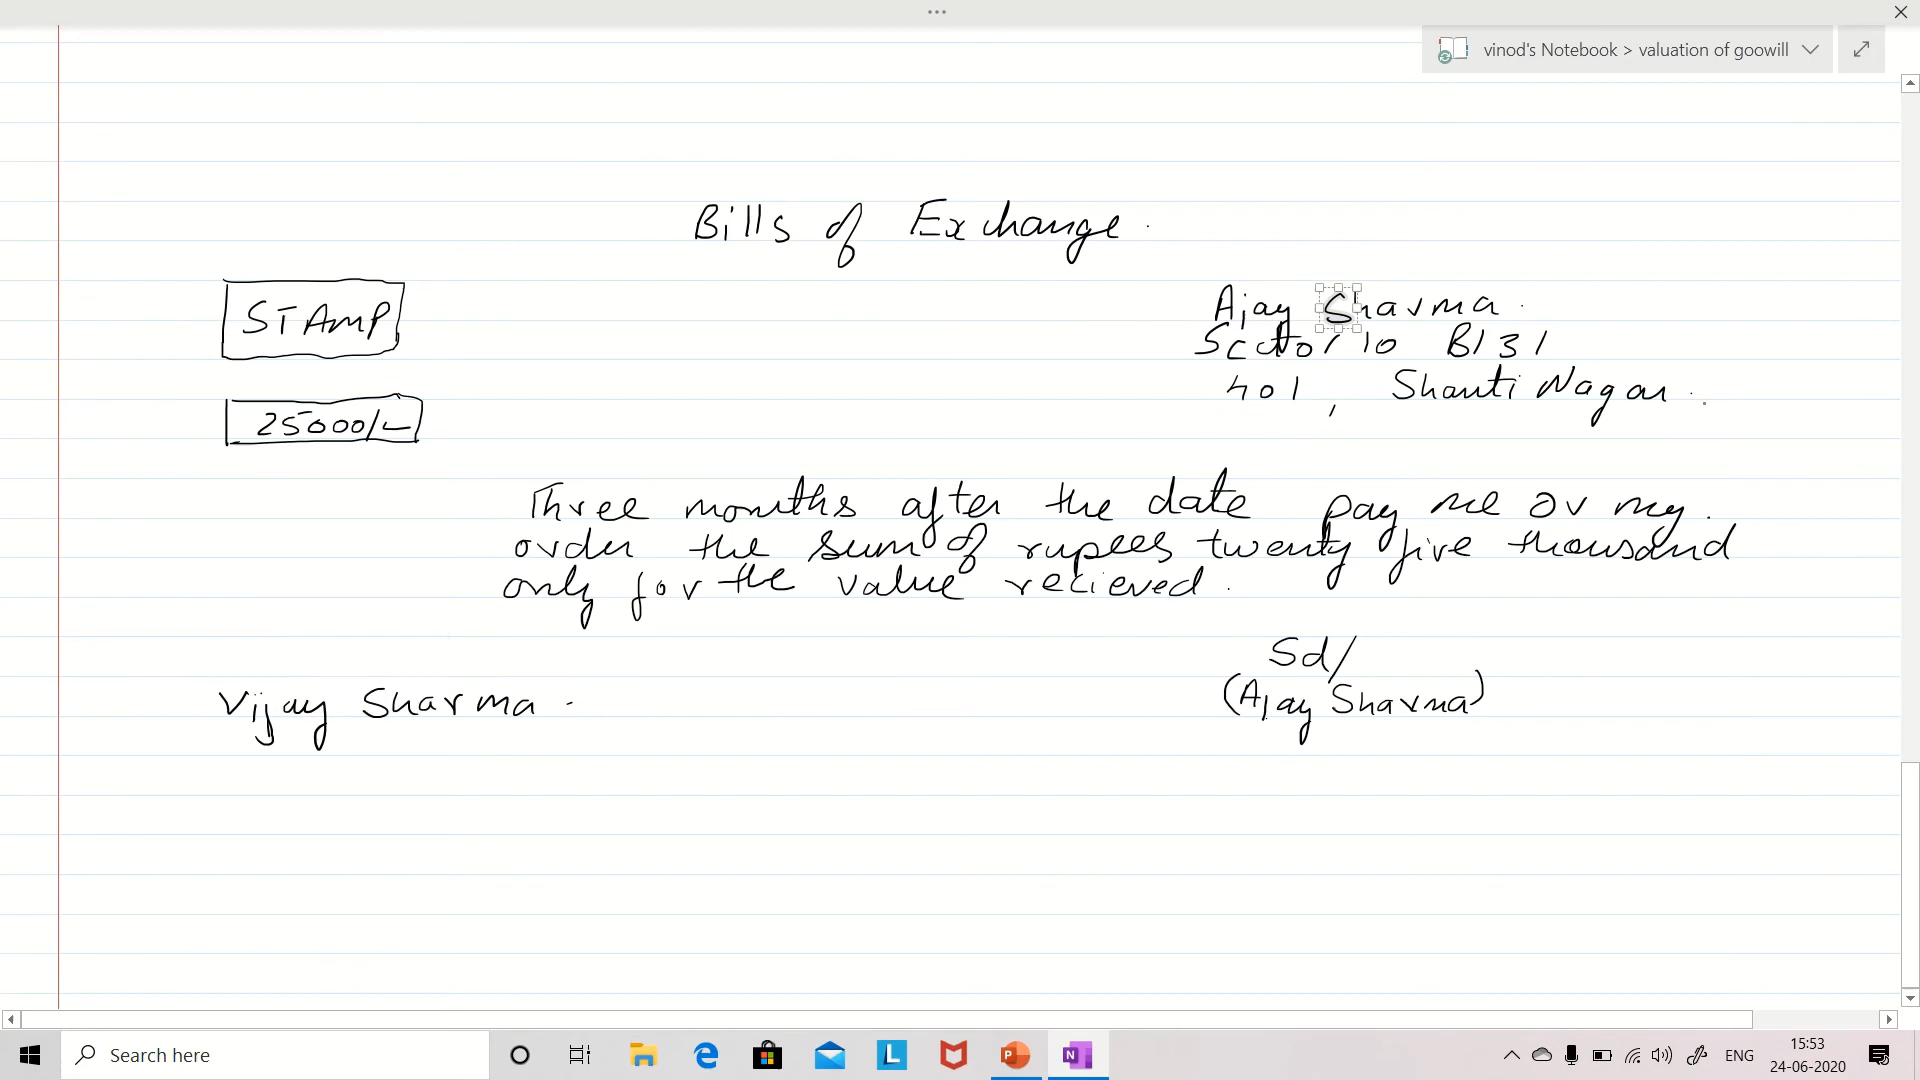 vinod's Notebook > valuation of goowill
Bills of Exchange.
STAMP
Ajay Sharma.
Sector 10 B131
401, Shanti Nagar.
25000/-
Three months after the date pay me or my.
order the sum of rupees twenty five thousand
only for the value recieved.
Sd/
Vijay Sharma.
(Ajay Sharma)
Search here
ENG
15:53
24-06-2020